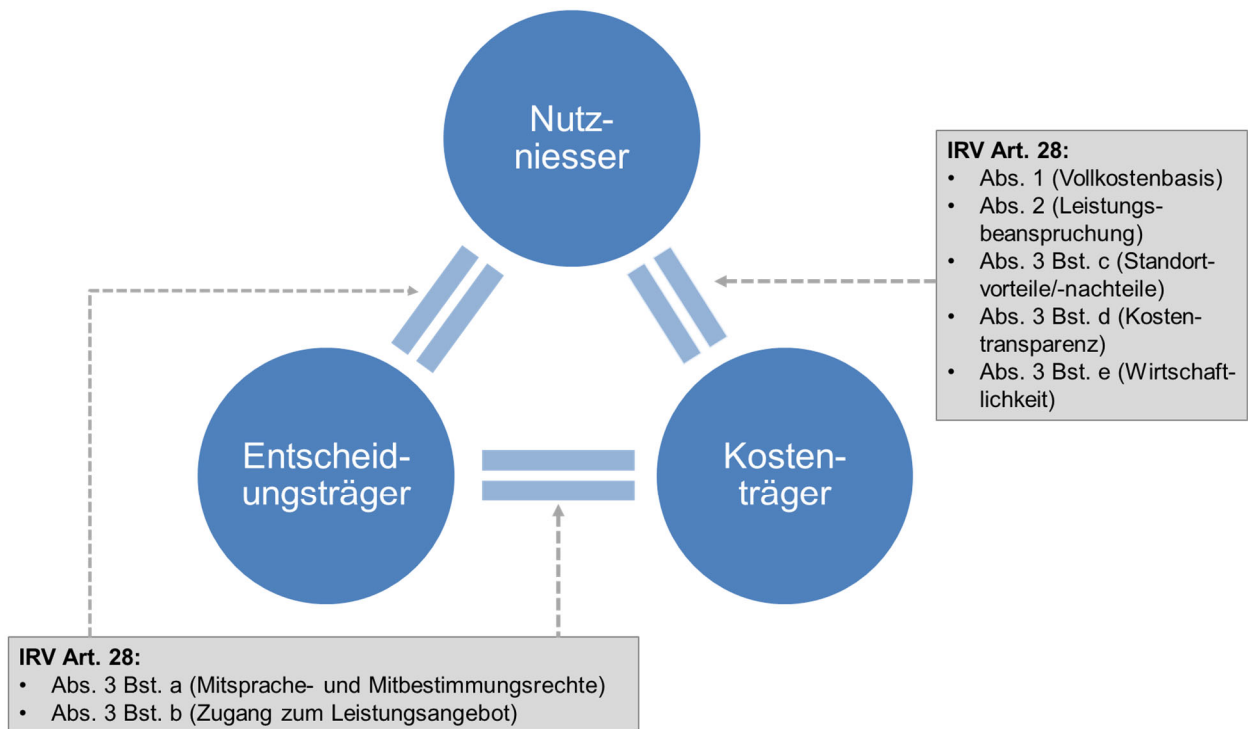 Nutz-
niesser
IRV Art. 28:
• Abs. 1 (Vollkostenbasis)
• Abs. 2 (Leistungs-
beanspruchung)
• Abs. 3 Bst. c (Standort-
vorteile/-nachteile)
• Abs. 3 Bst. d (Kosten-
transparenz)
• Abs. 3 Bst. e (Wirtschaft-
lichkeit)
Entscheid-
ungsträger
Kosten-
träger
IRV Art. 28:
• Abs. 3 Bst. a (Mitsprache- und Mitbestimmungsrechte)
• Abs. 3 Bst. b (Zugang zum Leistungsangebot)